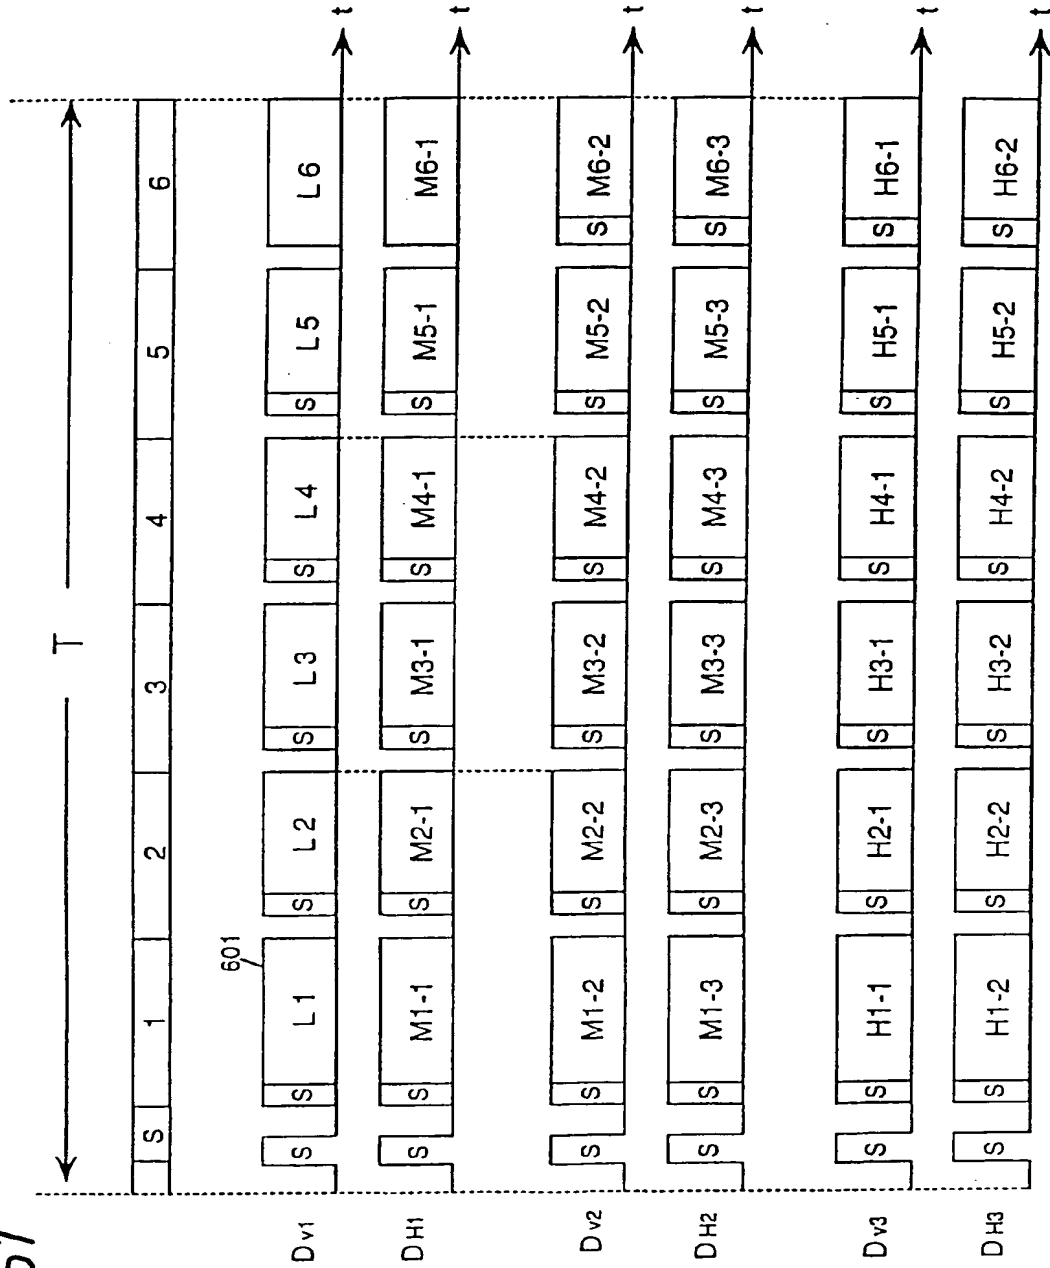 T
S 1 2 3 4 5 6
601
Dv1 S S L1 S L2 S L3 S L4 S L5 L6 t
DH1 S S M1-1 S M2-1 S M3-1 S M4-1 S M5-1 M6-1 t
Dv2 S S M1-2 S M2-2 S M3-2 S M4-2 S M5-2 S M6-2 t
DH2 S S M1-3 S M2-3 S M3-3 S M4-3 S M5-3 S M6-3 t
Dv3 S S H1-1 S H2-1 S H3-1 S H4-1 S H5-1 S H6-1 t
DH3 S S H1-2 S H2-2 S H3-2 S H4-2 S H5-2 S H6-2 t